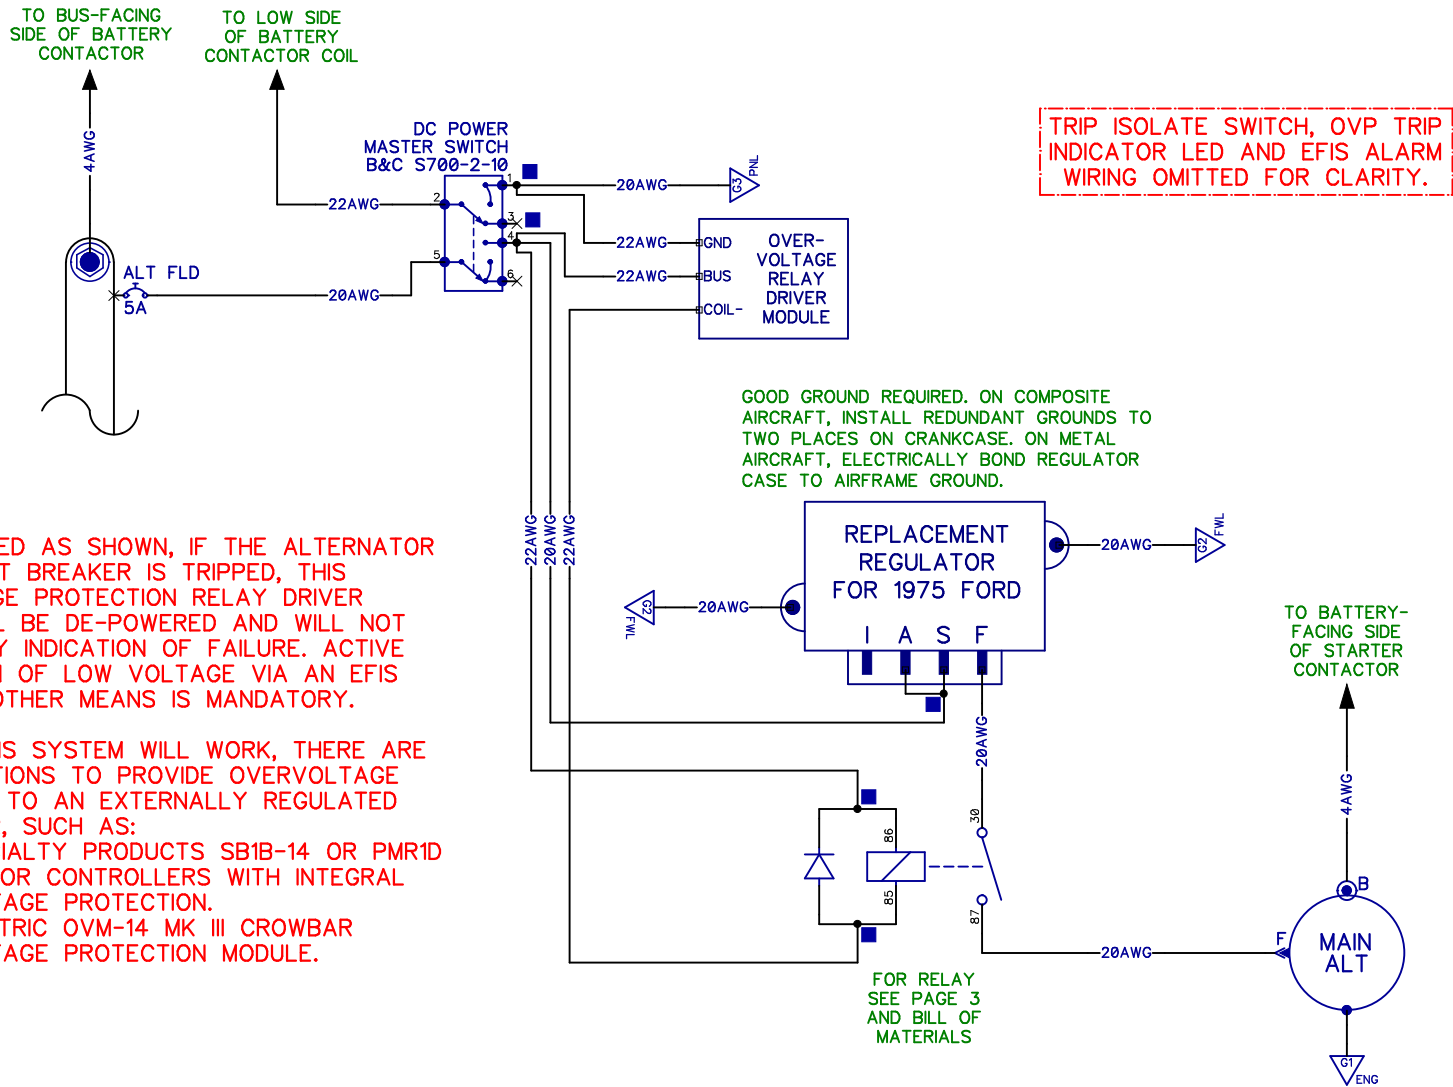 TO BUS-FACING
SIDE OF BATTERY
CONTACTOR
TO LOW SIDE
OF BATTERY
CONTACTOR COIL
4AWG
DC POWER
MASTER SWITCH
B&C S700-2-10
1
2
3
4
5
6
22AWG
20AWG
G3
PNL
TRIP ISOLATE SWITCH, OVP TRIP
INDICATOR LED AND EFIS ALARM
WIRING OMITTED FOR CLARITY.
ALT FLD
5A
20AWG
22AWG
22AWG
GND
BUS
COIL-
OVER-
VOLTAGE
RELAY
DRIVER
MODULE
GOOD GROUND REQUIRED. ON COMPOSITE
AIRCRAFT, INSTALL REDUNDANT GROUNDS TO
TWO PLACES ON CRANKCASE. ON METAL
AIRCRAFT, ELECTRICALLY BOND REGULATOR
CASE TO AIRFRAME GROUND.
22AWG
20AWG
22AWG
REPLACEMENT
REGULATOR
FOR 1975 FORD
I A S F
20AWG
G2
FWL
20AWG
G2
FWL
ED AS SHOWN, IF THE ALTERNATOR
T BREAKER IS TRIPPED, THIS
GE PROTECTION RELAY DRIVER
L BE DE-POWERED AND WILL NOT
Y INDICATION OF FAILURE. ACTIVE
N OF LOW VOLTAGE VIA AN EFIS
OTHER MEANS IS MANDATORY.
IS SYSTEM WILL WORK, THERE ARE
TIONS TO PROVIDE OVERVOLTAGE
TO AN EXTERNALLY REGULATED
, SUCH AS:
IALTY PRODUCTS SB1B-14 OR PMR1D
OR CONTROLLERS WITH INTEGRAL
TAGE PROTECTION.
TRIC OVM-14 MK III CROWBAR
TAGE PROTECTION MODULE.
20AWG
30
86
85
87
TO BATTERY-
FACING SIDE
OF STARTER
CONTACTOR
4AWG
B
F
MAIN
ALT
20AWG
G1
ENG
FOR RELAY
SEE PAGE 3
AND BILL OF
MATERIALS